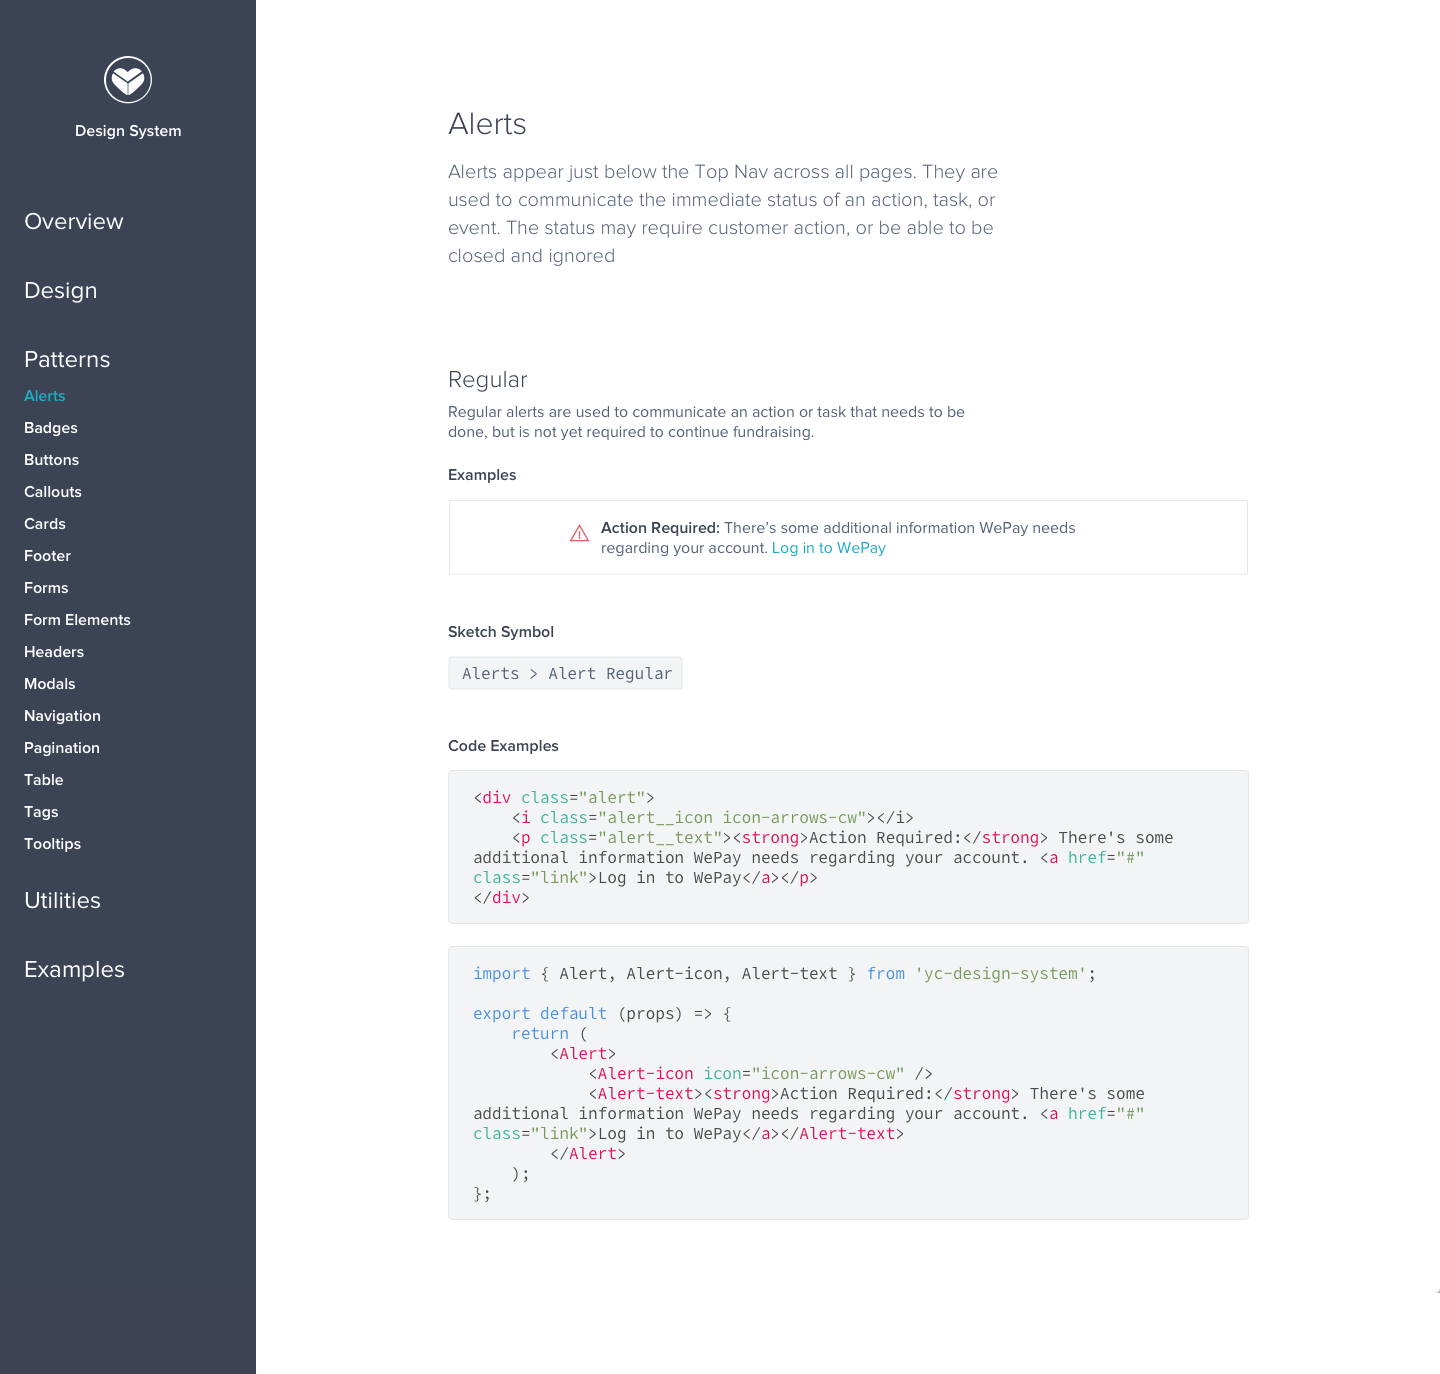 Design System
Overview
Design
Patterns
Alerts
Badges
Buttons
Callouts
Cards
Footer
Forms
Form Elements
Headers
Modals
Navigation
Pagination
Table
Tags
Tooltips
Utilities
Examples
Alerts
Alerts appear just below the Top Nav across all pages. They are
used to communicate the immediate status of an action, task, or
event. The status may require customer action, or be able to be
closed and ignored
Regular
Regular alerts are used to communicate an action or task that needs to be
done, but is not yet required to continue fundraising.
Examples
Action Required: There’s some additional information WePay needs
regarding your account. Log in to WePay
Sketch Symbol
Alerts > Alert Regular
Code Examples
<div class="alert">
    <i class="alert__icon icon-arrows-cw"></i>
    <p class="alert__text"><strong>Action Required:</strong> There's some
additional information WePay needs regarding your account. <a href="#"
class="link">Log in to WePay</a></p>
</div>
import { Alert, Alert-icon, Alert-text } from 'yc-design-system';
export default (props) => {
    return (
        <Alert>
            <Alert-icon icon="icon-arrows-cw" />
            <Alert-text><strong>Action Required:</strong> There's some
additional information WePay needs regarding your account. <a href="#"
class="link">Log in to WePay</a></Alert-text>
        </Alert>
    );
};